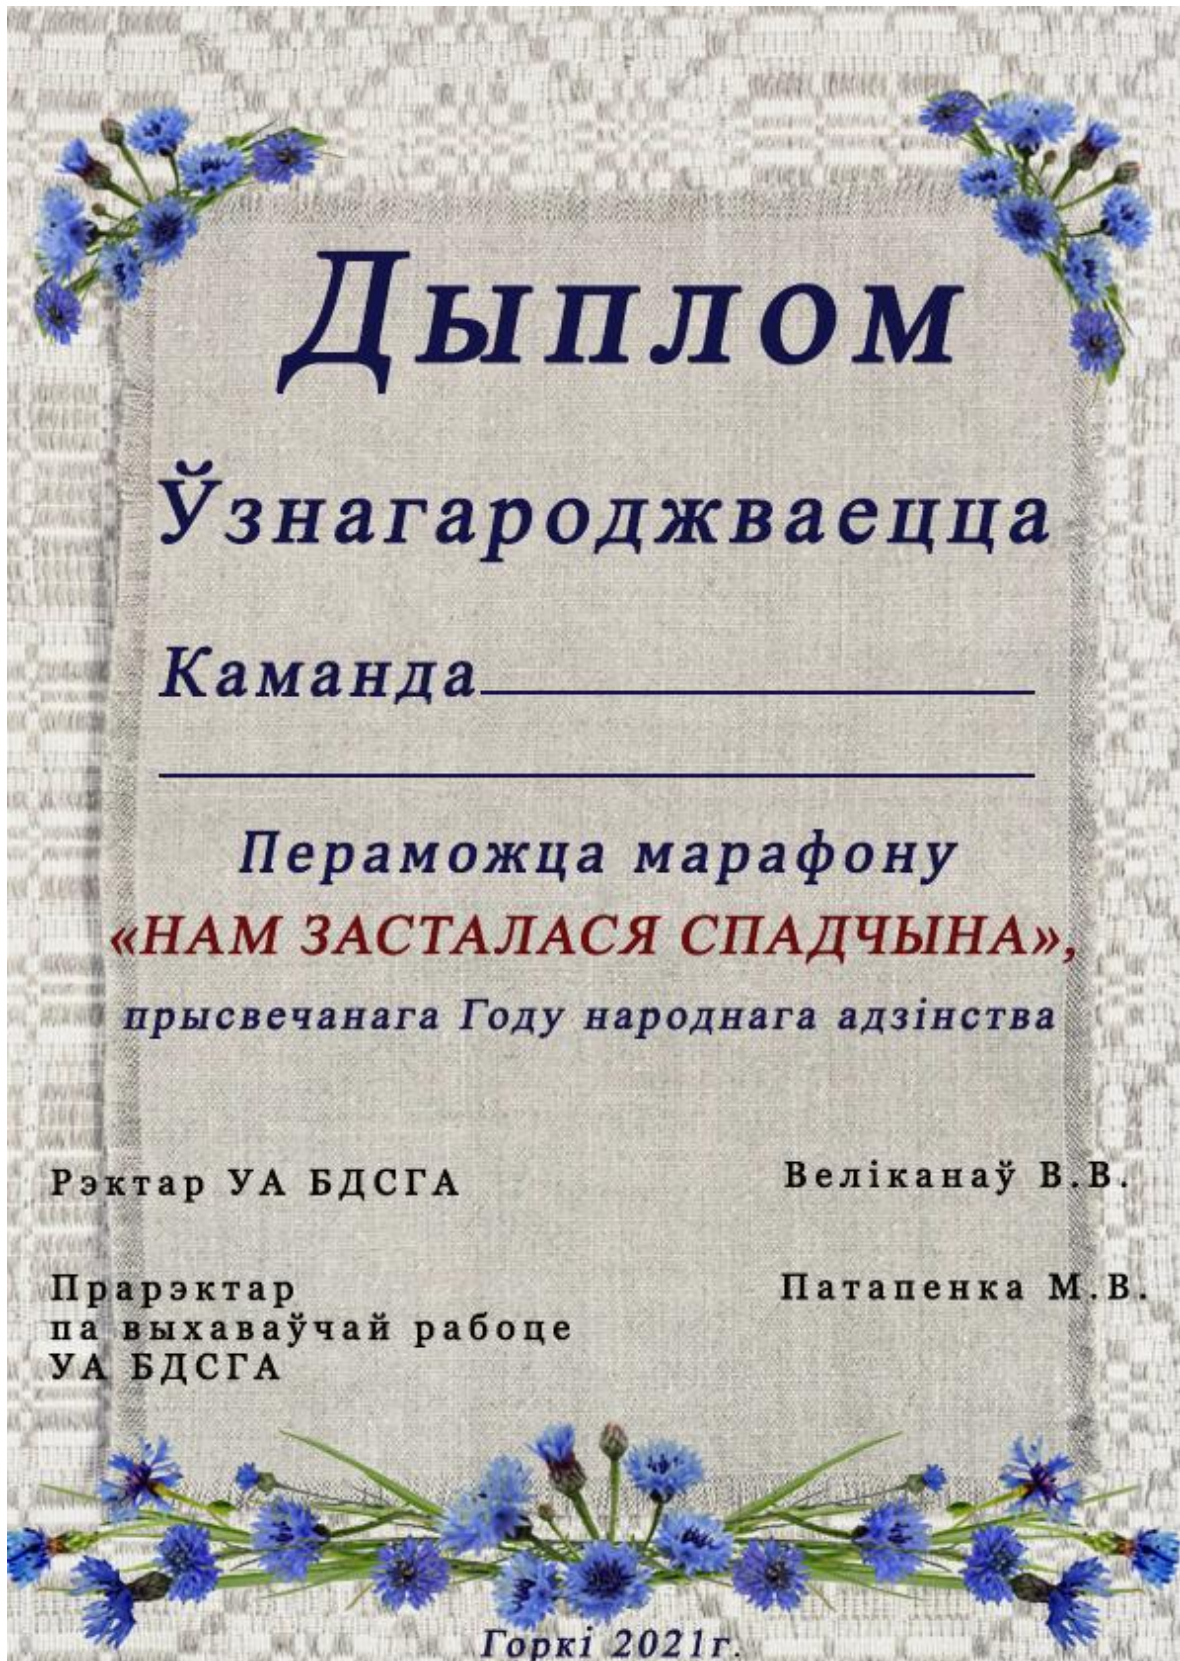 Дыплом
Ўзнагароджваецца
Каманда
Пераможца марафону
«НАМ ЗАСТАЛАСЯ СПАДЧЫНА»,
прысвечанага Году народнага адзінства
Рэктар УА БДСГА Веліканаў В.В.
Прарэктар Патапенка М.В.
па выхаваўчай рабоце
УА БДСГА
Горкі 2021г.